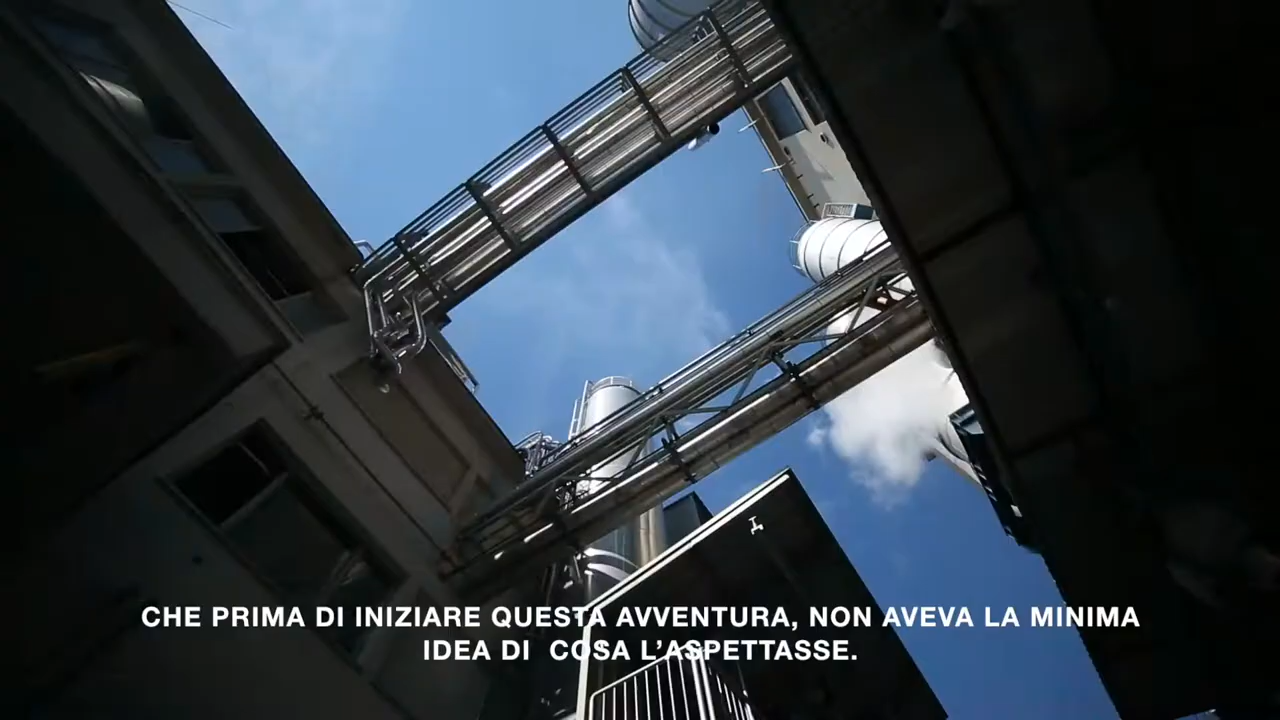 CHE PRIMA DI INIZIARE QUESTA AVVENTURA, NON AVEVA LA MINIMA
IDEA DI  COSA L’ASPETTASSE.